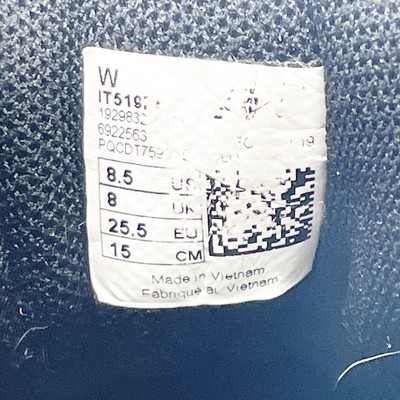 W
IT5197
1929832
6922563
PQCDT759
8.5 US
8 UK
25.5 EU
15 CM
Made in Vietnam
Fabriqué au Vietnam